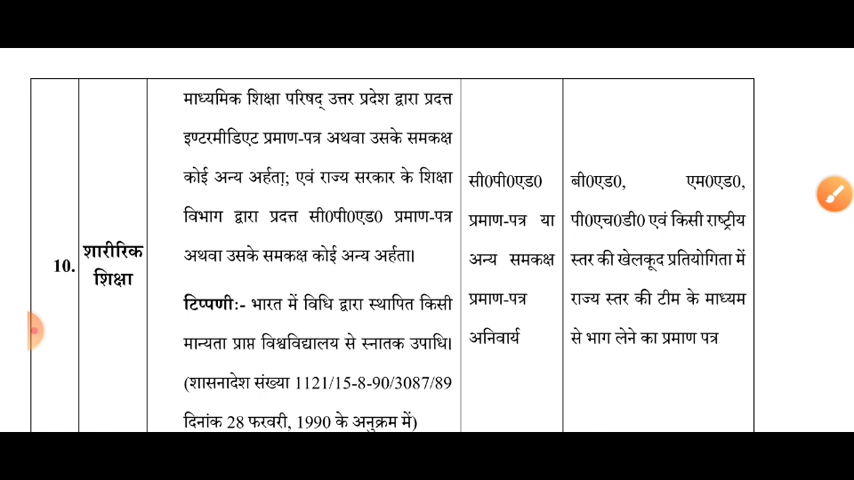 10.
शारीरिक
शिक्षा
माध्यमिक शिक्षा परिषद् उत्तर प्रदेश द्वारा प्रदत्त
इण्टरमीडिएट प्रमाण-पत्र अथवा उसके समकक्ष
कोई अन्य अर्हता; एवं राज्य सरकार के शिक्षा
विभाग द्वारा प्रदत्त सी0पी0एड0 प्रमाण-पत्र
अथवा उसके समकक्ष कोई अन्य अर्हता।
टिप्पणी:- भारत में विधि द्वारा स्थापित किसी
मान्यता प्राप्त विश्वविद्यालय से स्नातक उपाधि।
(शासनादेश संख्या 1121/15-8-90/3087/89
दिनांक 28 फरवरी, 1990 के अनुक्रम में)
सी0पी0एड0
प्रमाण-पत्र या
अन्य समकक्ष
प्रमाण-पत्र
अनिवार्य
बी0एड0, एम0एड0,
पी0एच0डी0 एवं किसी राष्ट्रीय
स्तर की खेलकूद प्रतियोगिता में
राज्य स्तर की टीम के माध्यम
से भाग लेने का प्रमाण पत्र